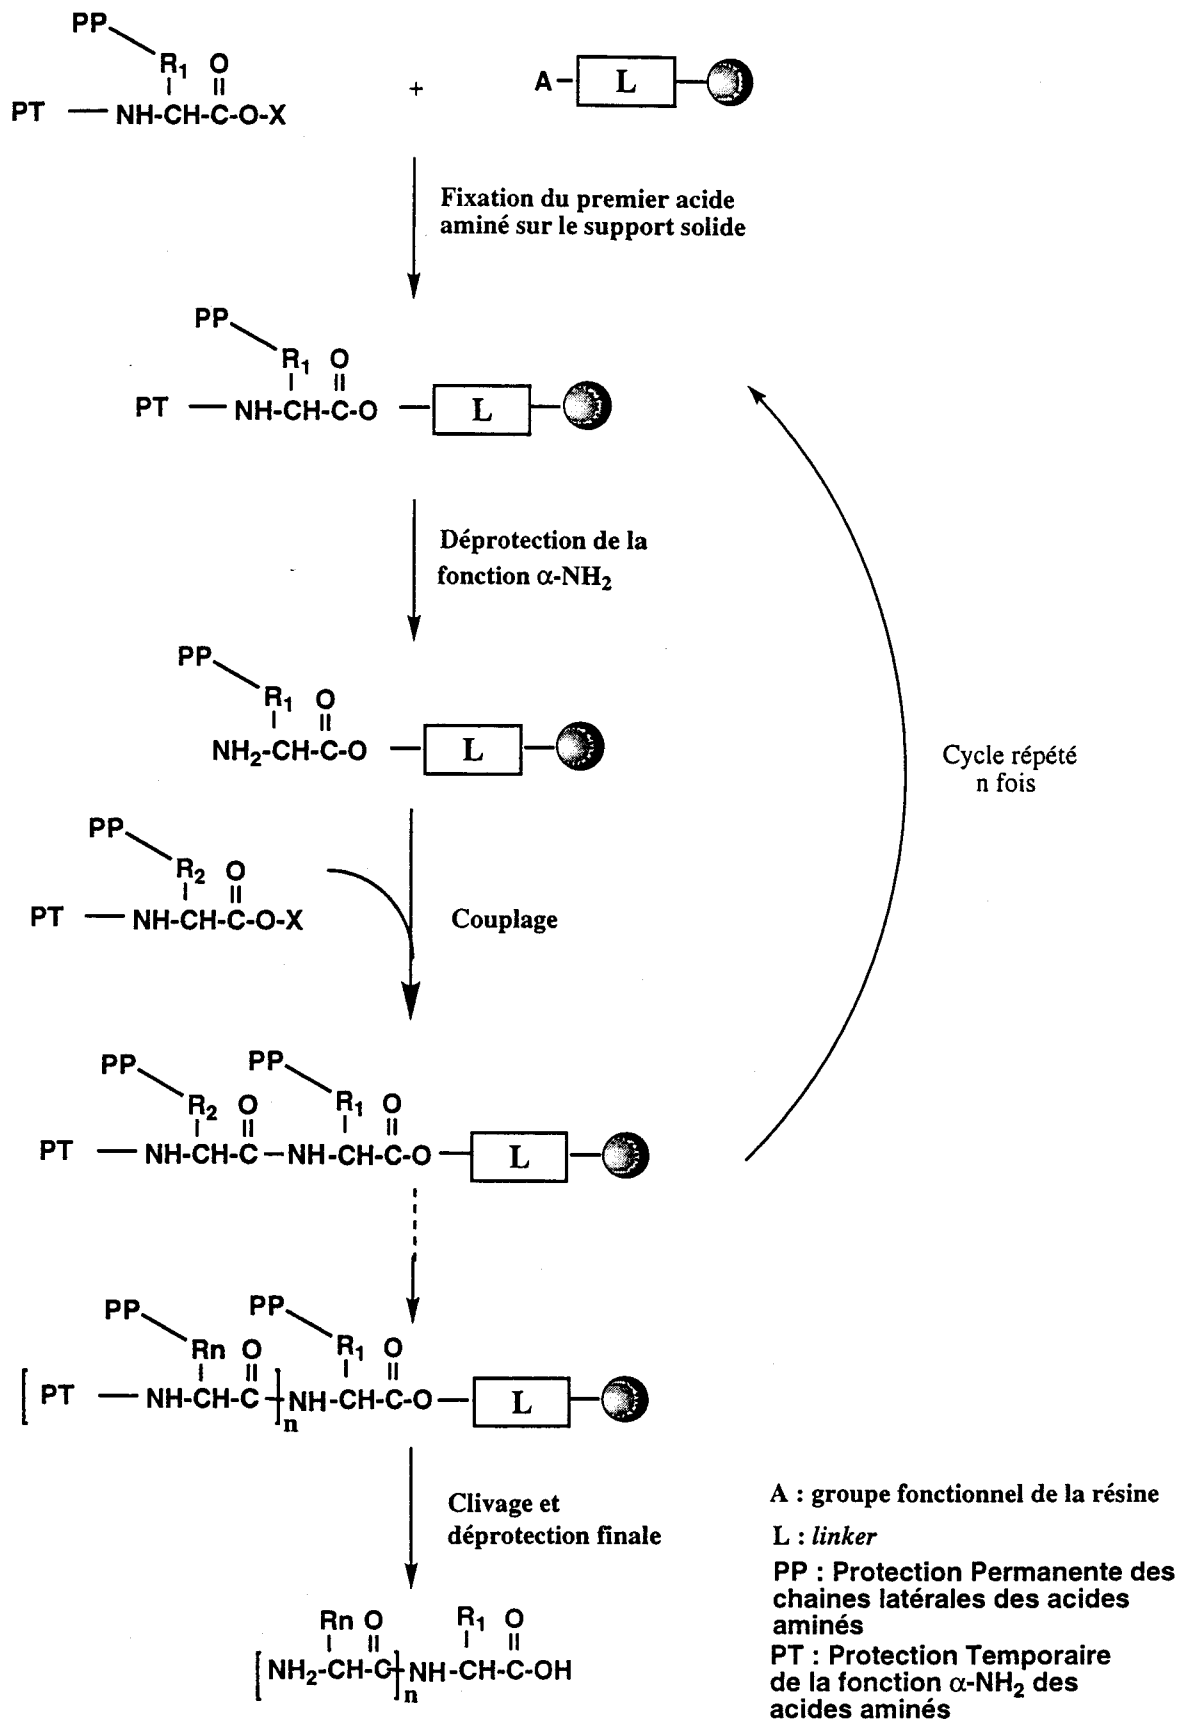 PP
R1 O
PT — NH-CH-C-O-X
+
A – L
Fixation du premier acide
aminé sur le support solide
PP
R1 O
PT — NH-CH-C-O — L
Déprotection de la
fonction α-NH2
PP
R1 O
NH2-CH-C-O — L
Cycle répété
n fois
PP
R2 O
PT — NH-CH-C-O-X
Couplage
PP PP
R2 O R1 O
PT — NH-CH-C–NH-CH-C-O — L
PP PP
Rn O R1 O
[ PT — NH-CH-C ]n NH-CH-C-O — L
Clivage et
déprotection finale
Rn O R1 O
[ NH2-CH-C ]n NH-CH-C-OH
A : groupe fonctionnel de la résine
L : linker
PP : Protection Permanente des
chaines latérales des acides
aminés
PT : Protection Temporaire
de la fonction α-NH2 des
acides aminés